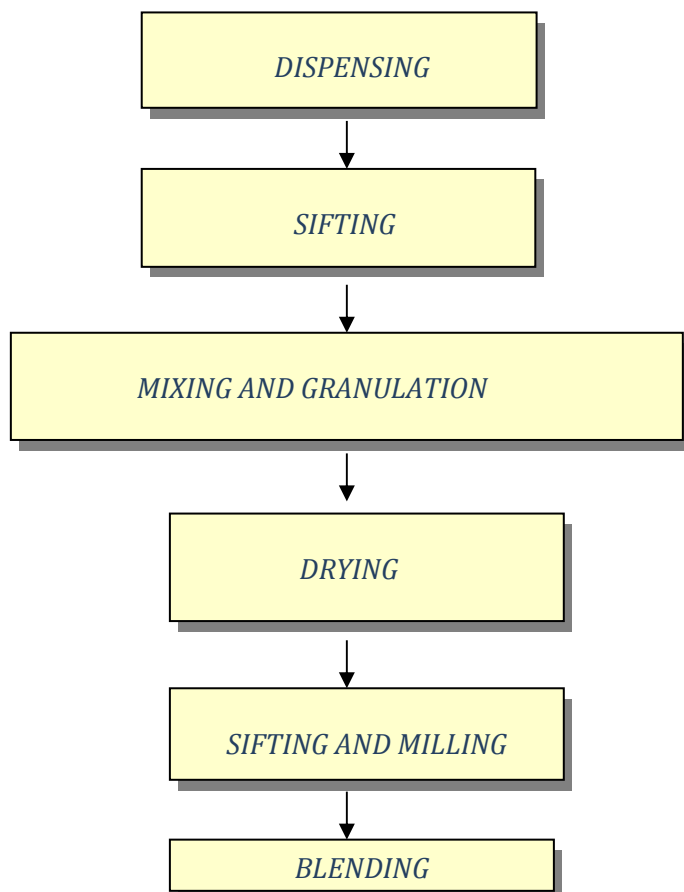 DISPENSING
SIFTING
MIXING AND GRANULATION
DRYING
SIFTING AND MILLING
BLENDING